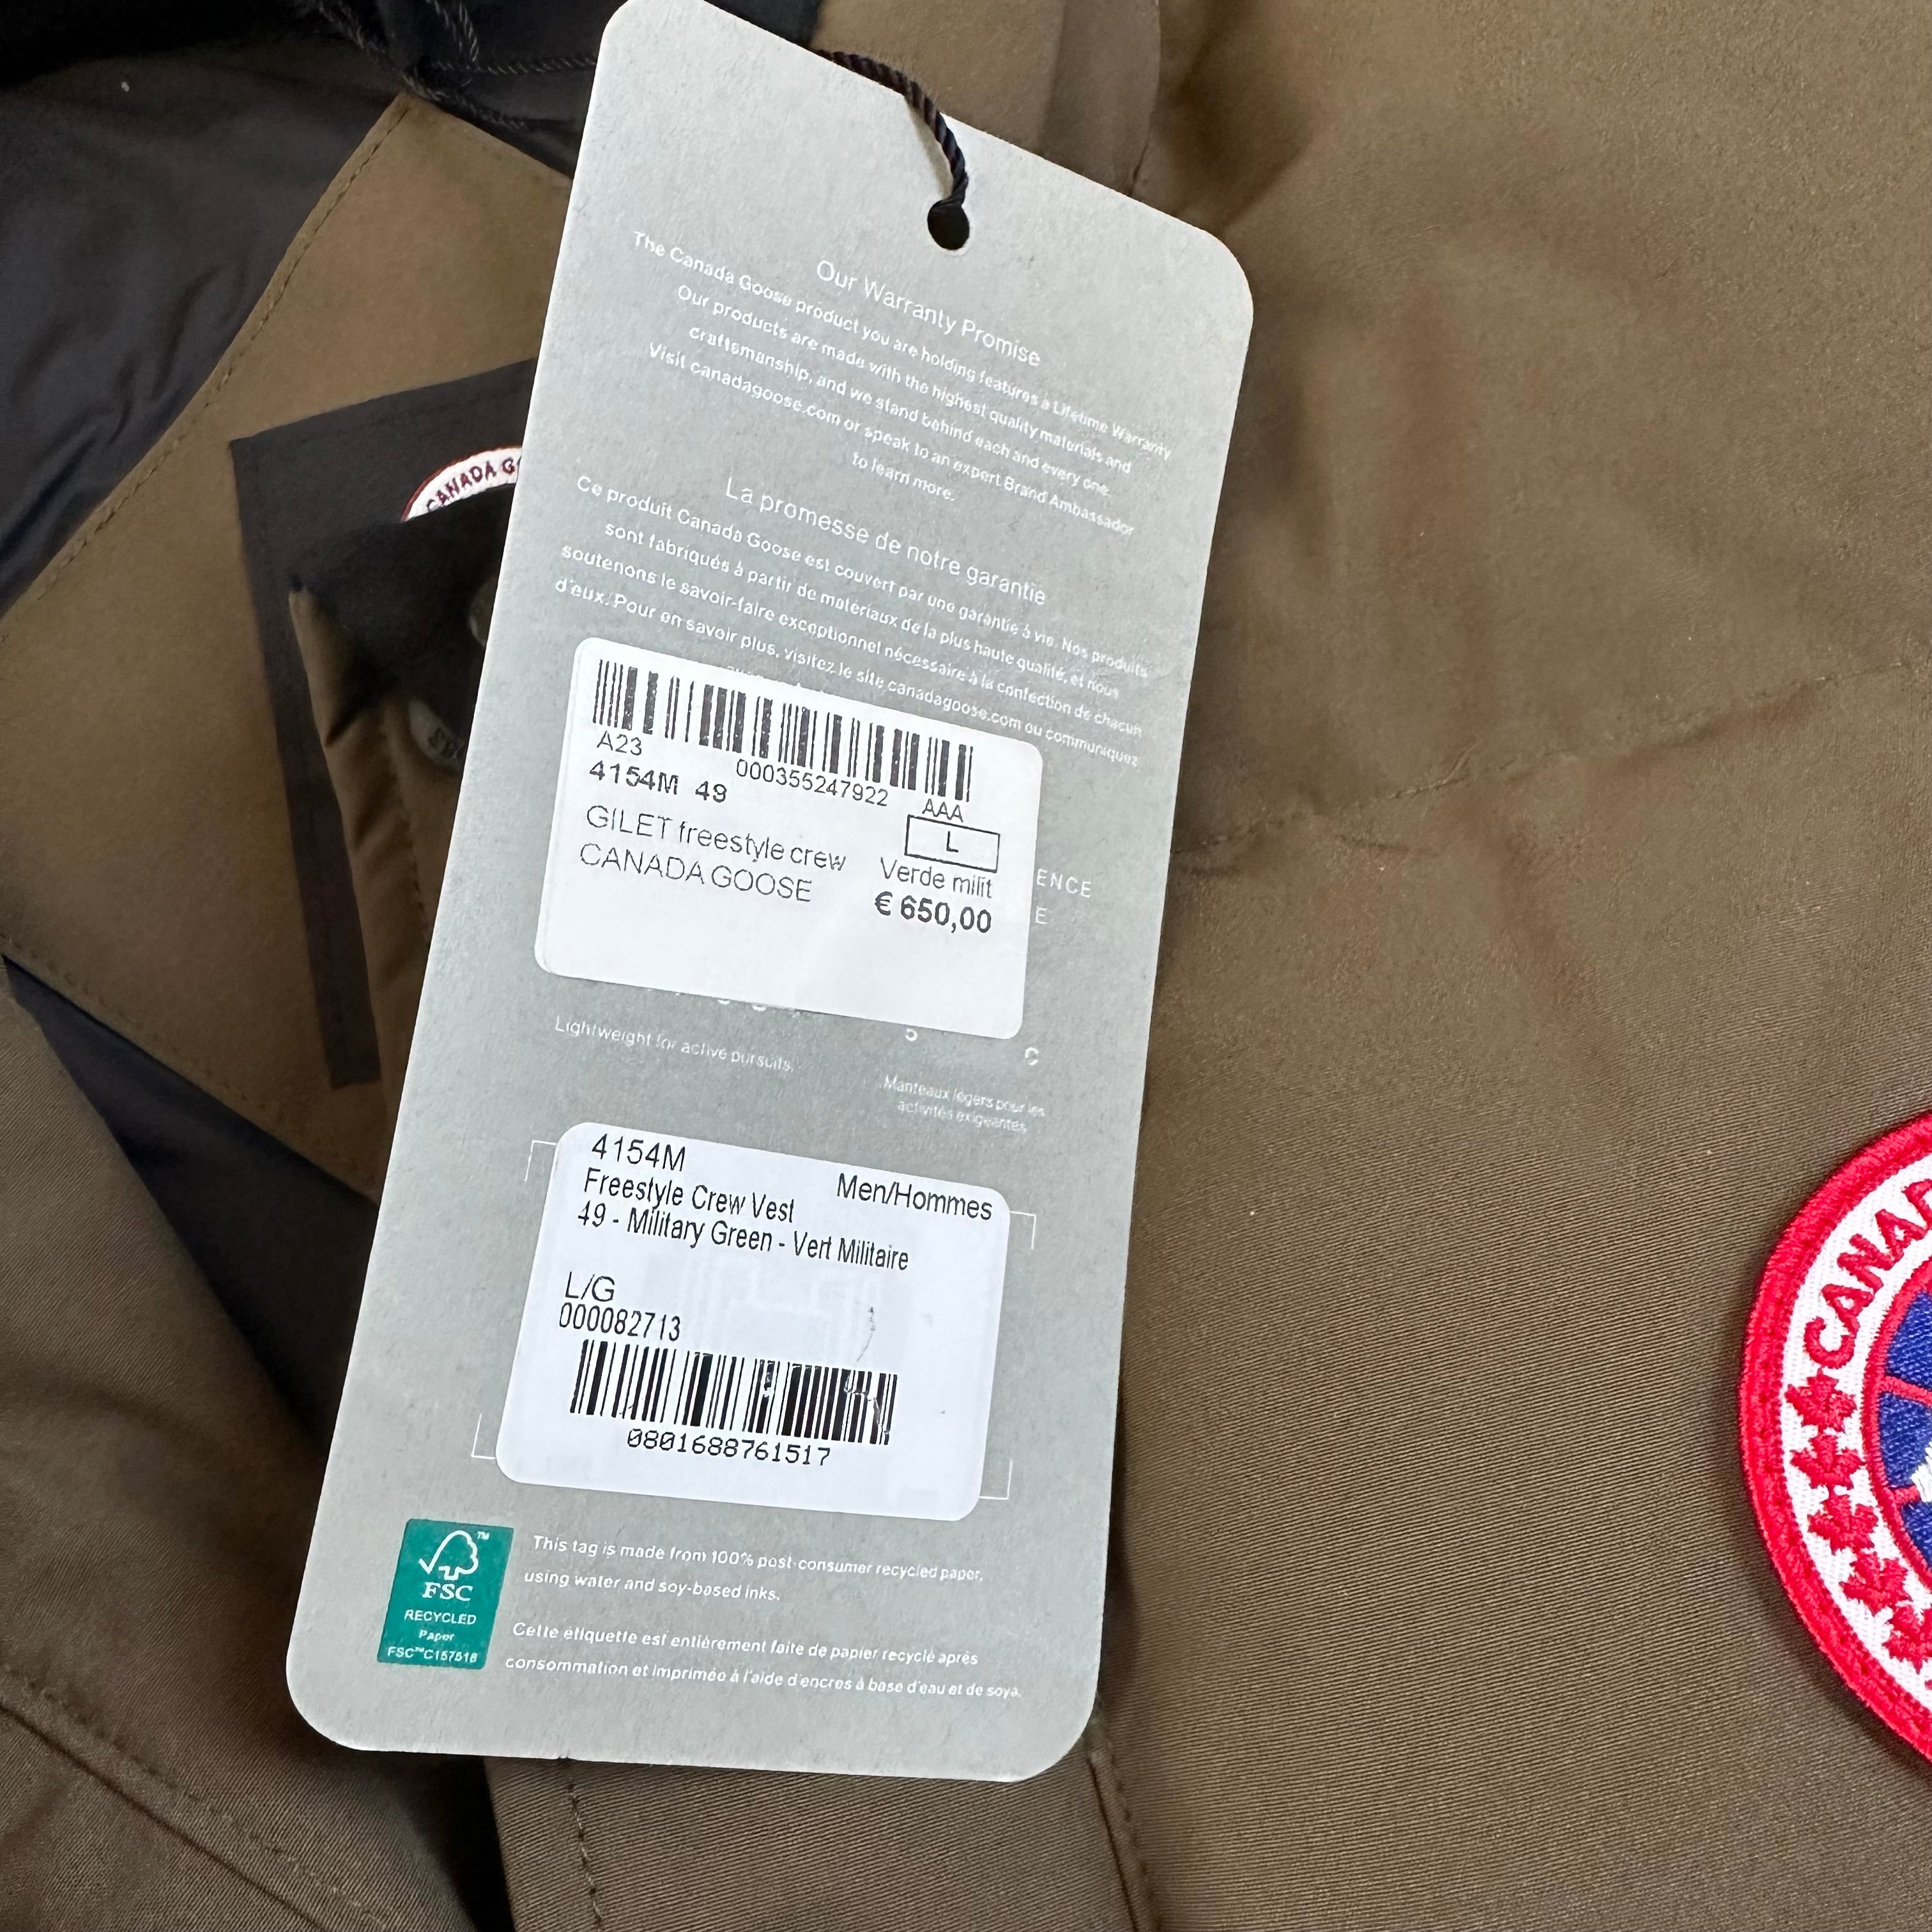 Our Warranty Promise
The Canada Goose product you are holding features a Lifetime Warranty
Our products are made with the highest quality materials and
craftsmanship, and we stand behind each and every one.
Visit canadagoose.com or speak to an expert Brand Ambassador
to learn more.
La promesse de notre garantie
Ce produit Canada Goose est couvert par une garantie à vie. Nos produits
sont fabriqués à partir de matériaux de la plus haute qualité, et nous
soutenons le savoir-faire exceptionnel nécessaire à la confection de chacun
d'eux. Pour en savoir plus, visitez le site canadagoose.com ou communiquez
CANADA G
A23
000355247922
4154M 49
AAA
GILET freestyle crew
L
CANADA GOOSE
Verde milit
€ 650,00
ENCE
E
Lightweight for active pursuits.
Manteaux légers pour les
activités exigeantes
4154M
Men/Hommes
Freestyle Crew Vest
49 - Military Green - Vert Militaire
L/G
000082713
0801688761517
CANAD
FSC
RECYCLED
Paper
FSC™C157516
This tag is made from 100% post-consumer recycled paper,
using water and soy-based inks.
Cette étiquette est entièrement faite de papier recyclé après
consommation et imprimée à l'aide d'encres à base d'eau et de soya.